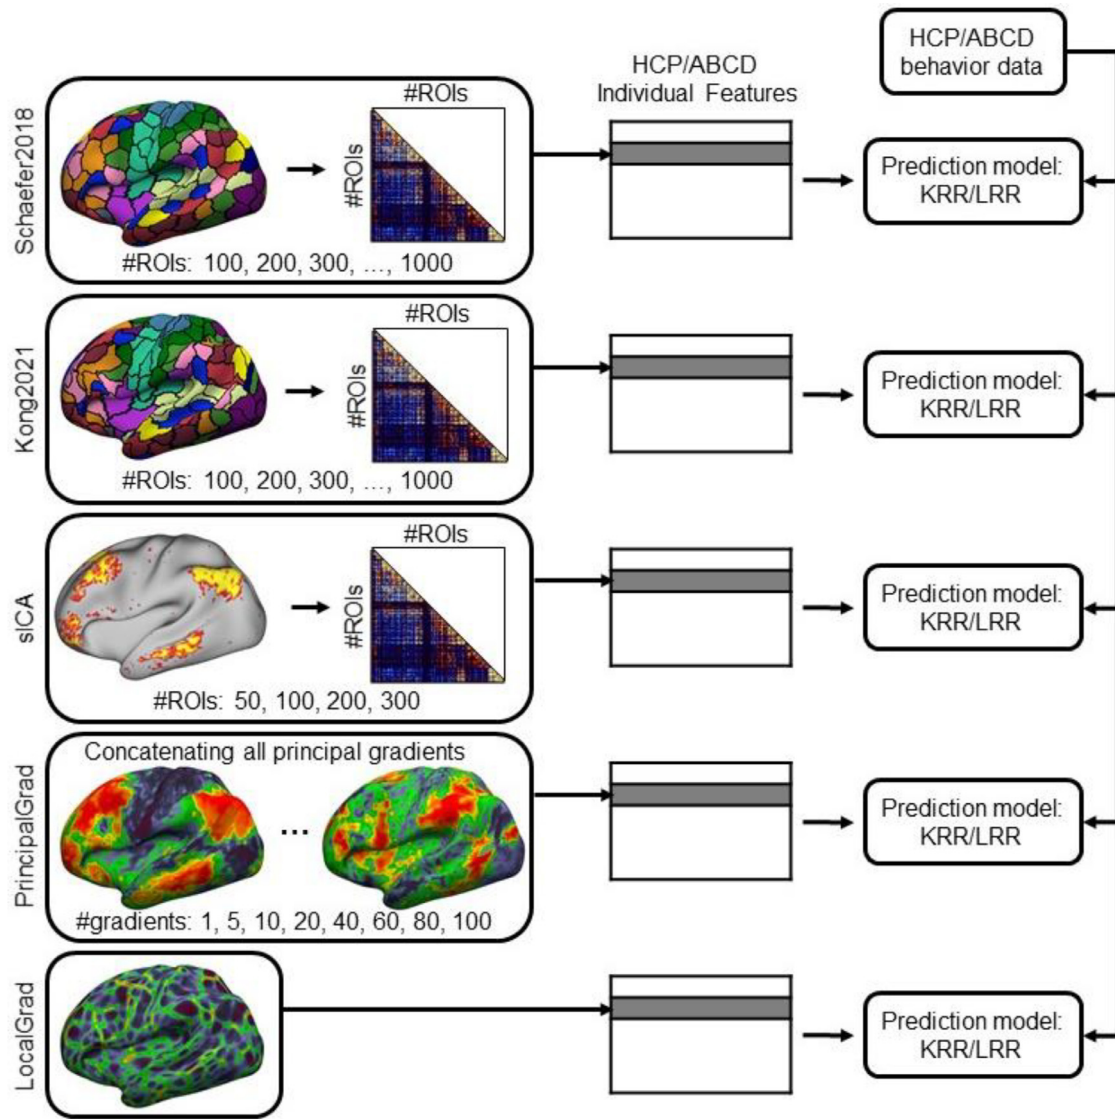 HCP/ABCD
behavior data
HCP/ABCD
Individual Features
Schaefer2018
#ROIs
#ROIs
#ROIs: 100, 200, 300, ..., 1000
Prediction model:
KRR/LRR
Kong2021
#ROIs
#ROIs
#ROIs: 100, 200, 300, ..., 1000
Prediction model:
KRR/LRR
sICA
#ROIs
#ROIs
#ROIs: 50, 100, 200, 300
Prediction model:
KRR/LRR
PrincipalGrad
Concatenating all principal gradients
...
#gradients: 1, 5, 10, 20, 40, 60, 80, 100
Prediction model:
KRR/LRR
LocalGrad
Prediction model:
KRR/LRR